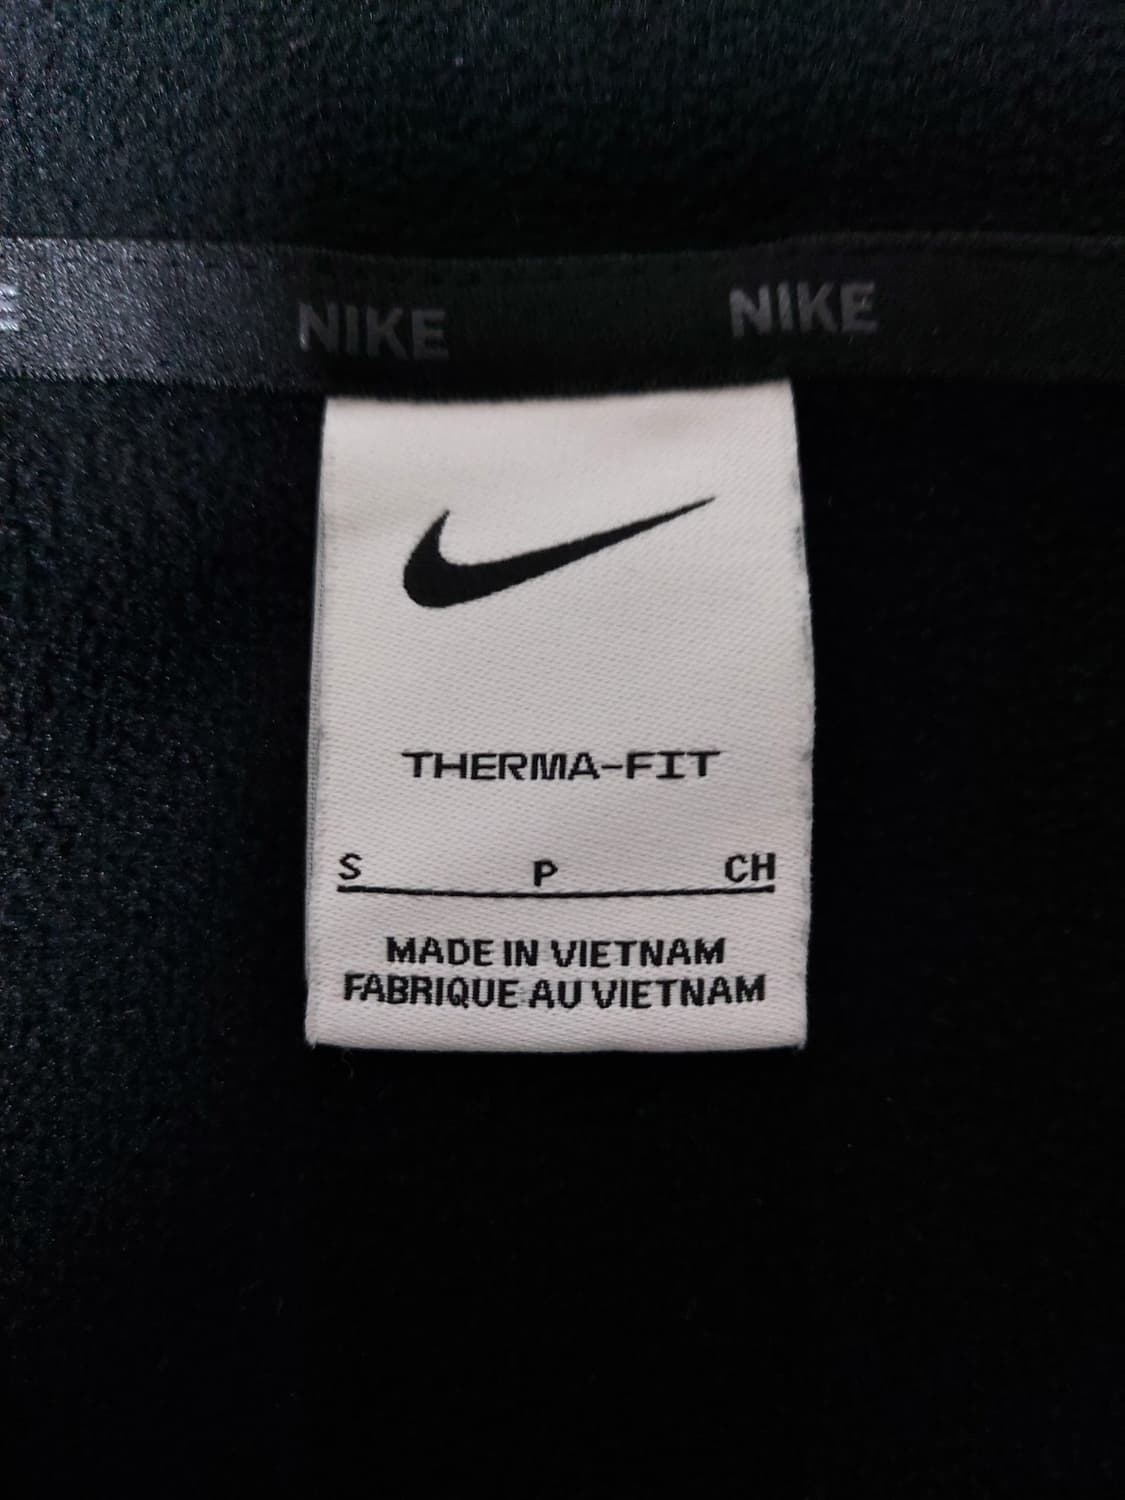 E NIKE NIKE
THERMA-FIT
S P CH
MADE IN VIETNAM
FABRIQUE AU VIETNAM